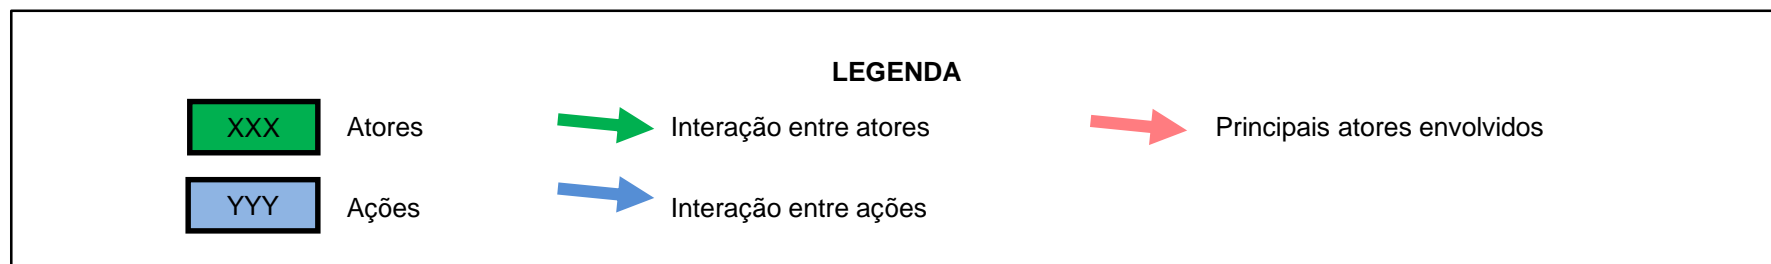 LEGENDA
XXX Atores Interação entre atores Principais atores envolvidos
YYY Ações Interação entre ações